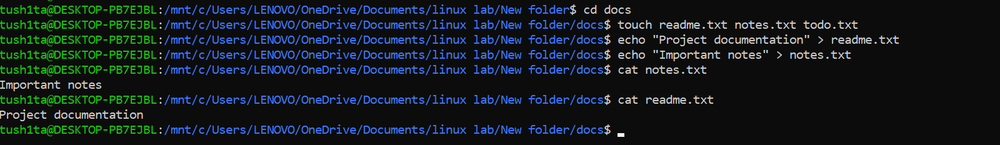 tush1ta@DESKTOP-PB7EJBL:/mnt/c/Users/LENOVO/OneDrive/Documents/linux lab/New folder$ cd docs
tush1ta@DESKTOP-PB7EJBL:/mnt/c/Users/LENOVO/OneDrive/Documents/linux lab/New folder/docs$ touch readme.txt notes.txt todo.txt
tush1ta@DESKTOP-PB7EJBL:/mnt/c/Users/LENOVO/OneDrive/Documents/linux lab/New folder/docs$ echo "Project documentation" > readme.txt
tush1ta@DESKTOP-PB7EJBL:/mnt/c/Users/LENOVO/OneDrive/Documents/linux lab/New folder/docs$ echo "Important notes" > notes.txt
tush1ta@DESKTOP-PB7EJBL:/mnt/c/Users/LENOVO/OneDrive/Documents/linux lab/New folder/docs$ cat notes.txt
Important notes
tush1ta@DESKTOP-PB7EJBL:/mnt/c/Users/LENOVO/OneDrive/Documents/linux lab/New folder/docs$ cat readme.txt
Project documentation
tush1ta@DESKTOP-PB7EJBL:/mnt/c/Users/LENOVO/OneDrive/Documents/linux lab/New folder/docs$